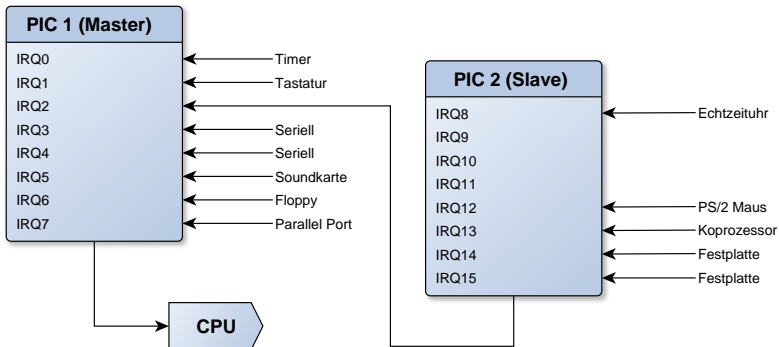 PIC 1 (Master)
IRQ0
Timer
IRQ1
Tastatur
IRQ2
IRQ3
Seriell
IRQ4
Seriell
IRQ5
Soundkarte
IRQ6
Floppy
IRQ7
Parallel Port
CPU
PIC 2 (Slave)
IRQ8
Echtzeituhr
IRQ9
IRQ10
IRQ11
IRQ12
PS/2 Maus
IRQ13
Koprozessor
IRQ14
Festplatte
IRQ15
Festplatte